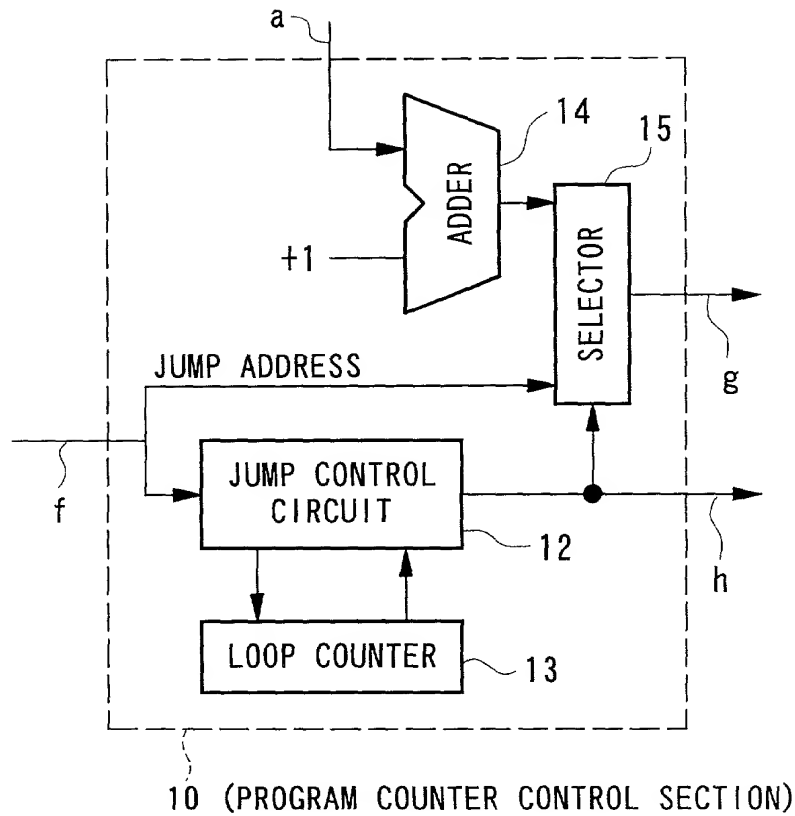 a
14
15
ADDER
+1
SELECTOR
g
JUMP ADDRESS
f
JUMP CONTROL
CIRCUIT
12
h
LOOP COUNTER
13
10 (PROGRAM COUNTER CONTROL SECTION)